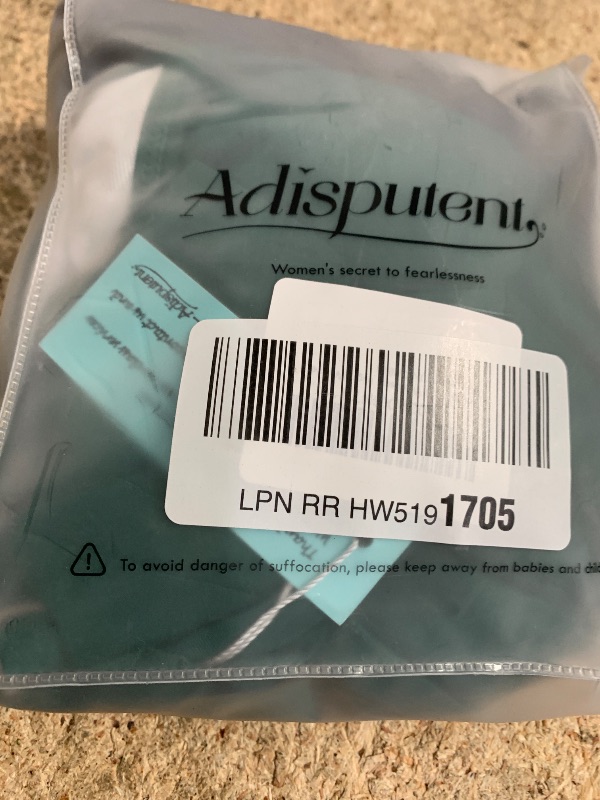 Adisputent
Women's secret to fearlessness
Adisputent
LPN RR HW5191705
To avoid danger of suffocation, please keep away from babies and